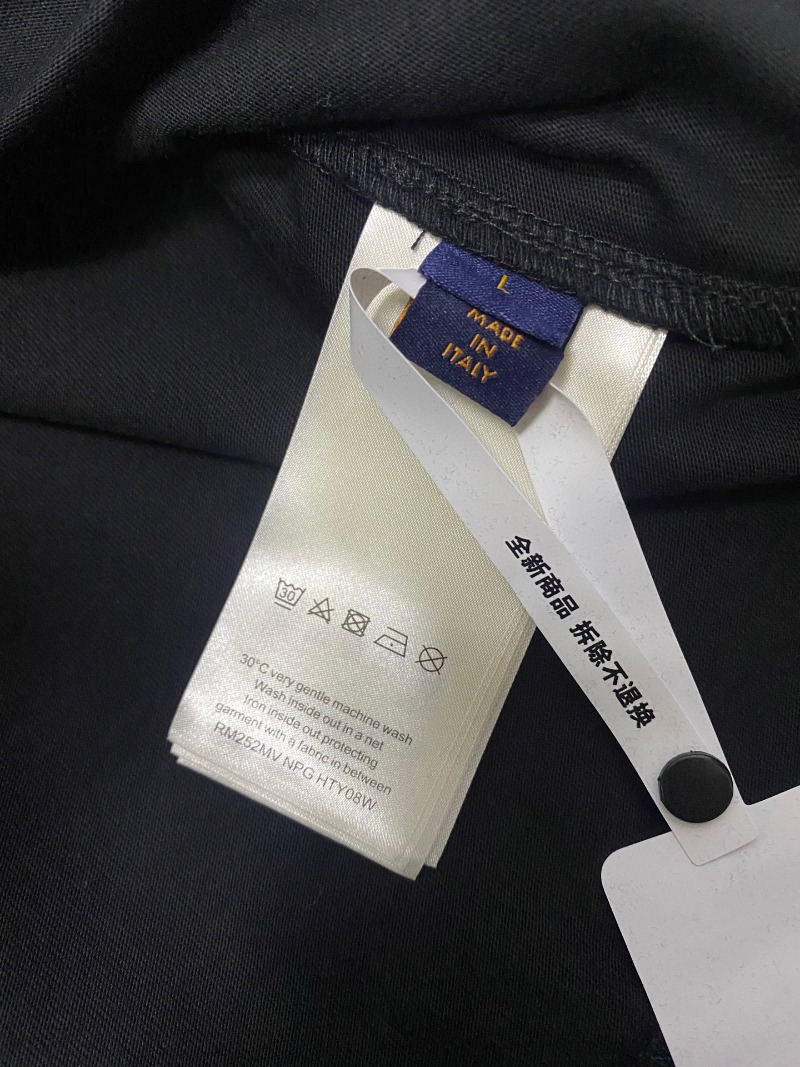 L
MADE
IN
ITALY
全新商品 拆除不退换
30
30°C very gentle machine wash
Wash inside out in a net
Iron inside out protecting
garment with a fabric in between
RM252MV NPG HTY08W